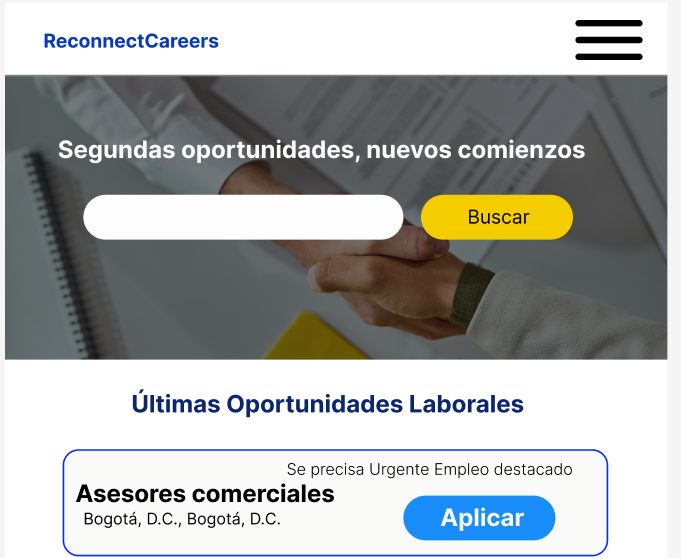 ReconnectCareers
Segundas oportunidades, nuevos comienzos
Buscar
Últimas Oportunidades Laborales
Se precisa Urgente Empleo destacado
Asesores comerciales
Bogotá, D.C., Bogotá, D.C.
Aplicar